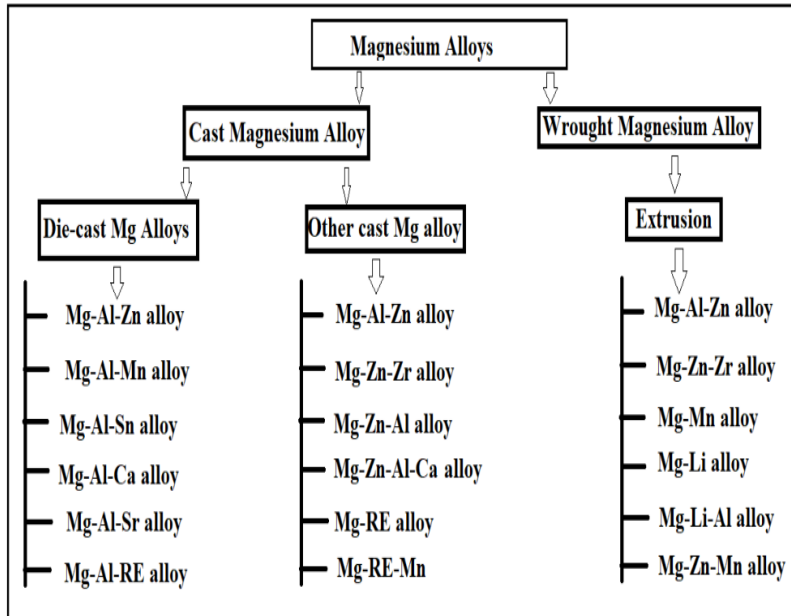 Magnesium Alloys
Cast Magnesium Alloy
Wrought Magnesium Alloy
Die-cast Mg Alloys
Other cast Mg alloy
Extrusion
Mg-Al-Zn alloy
Mg-Al-Mn alloy
Mg-Al-Sn alloy
Mg-Al-Ca alloy
Mg-Al-Sr alloy
Mg-Al-RE alloy
Mg-Al-Zn alloy
Mg-Zn-Zr alloy
Mg-Zn-Al alloy
Mg-Zn-Al-Ca alloy
Mg-RE alloy
Mg-RE-Mn
Mg-Al-Zn alloy
Mg-Zn-Zr alloy
Mg-Mn alloy
Mg-Li alloy
Mg-Li-Al alloy
Mg-Zn-Mn alloy